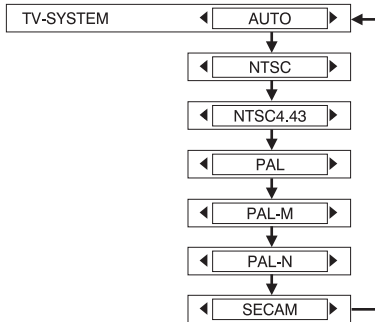 TV-SYSTEM AUTO
NTSC
NTSC4.43
PAL
PAL-M
PAL-N
SECAM